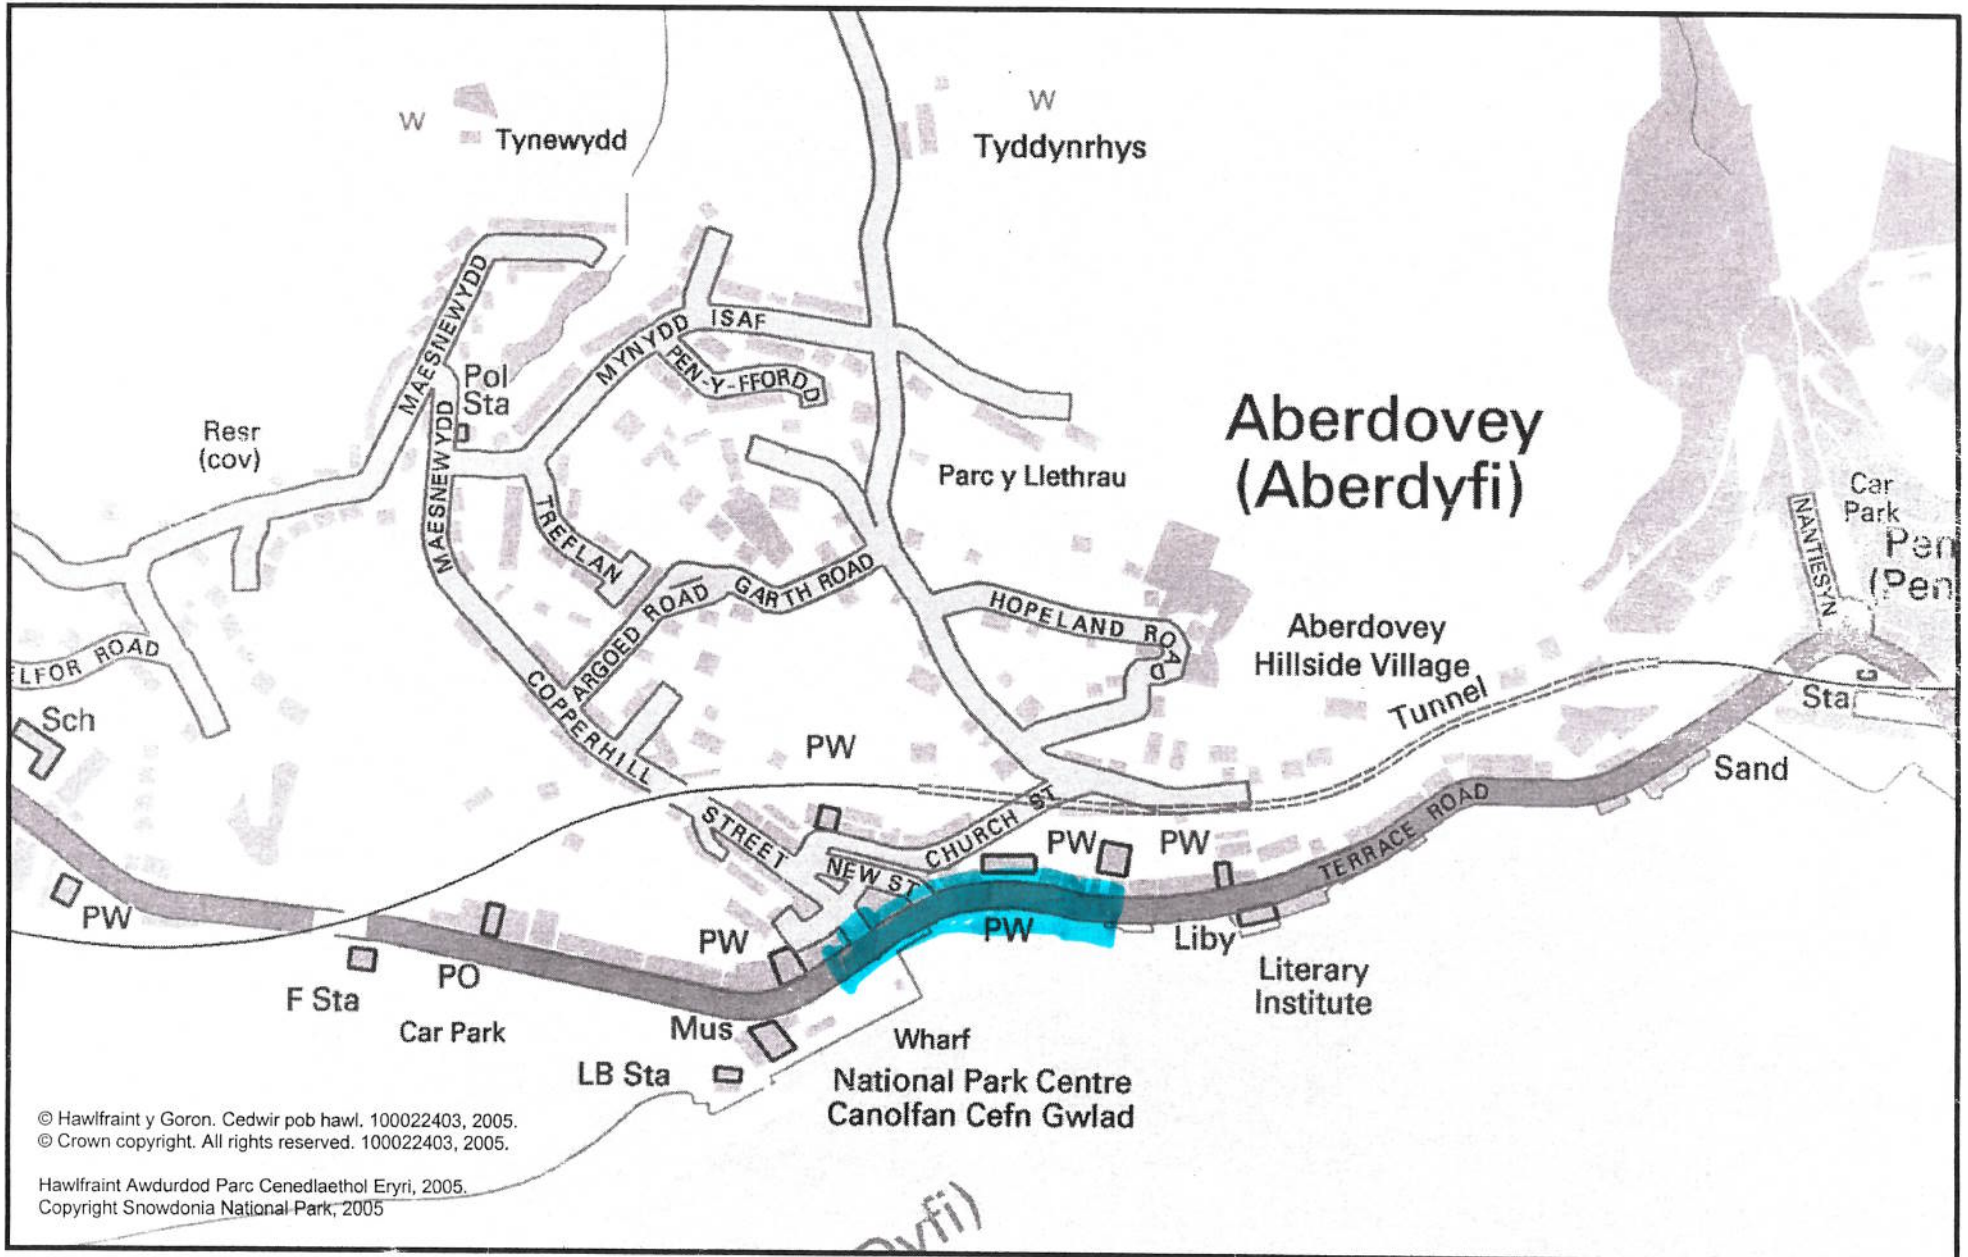 W
Tynewydd
W
Tyddynrhys
MAESNEWYDD
MYNYDD ISAF
PEN-Y-FFORDD
Pol
Sta
MAESNEWYDD
Resr
(cov)
Parc y Llethrau
Aberdovey
(Aberdyfi)
Car
Park
NANTIESYN
Pen
(Pen
TREFLAN
ARGOED ROAD
GARTH ROAD
HOPELAND ROAD
Aberdovey
Hillside Village
ELFOR ROAD
Sch
COPPERHILL
STREET
PW
Tunnel
Sta
Sand
CHURCH ST
NEW ST
PW
PW
TERRACE ROAD
PW
PW
PW
Liby
Literary
Institute
F Sta
PO
Car Park
Mus
LB Sta
Wharf
National Park Centre
Canolfan Cefn Gwlad
© Hawlfraint y Goron. Cedwir pob hawl. 100022403, 2005.
© Crown copyright. All rights reserved. 100022403, 2005.
Hawlfraint Awdurdod Parc Cenedlaethol Eryri, 2005.
Copyright Snowdonia National Park, 2005
yfi)